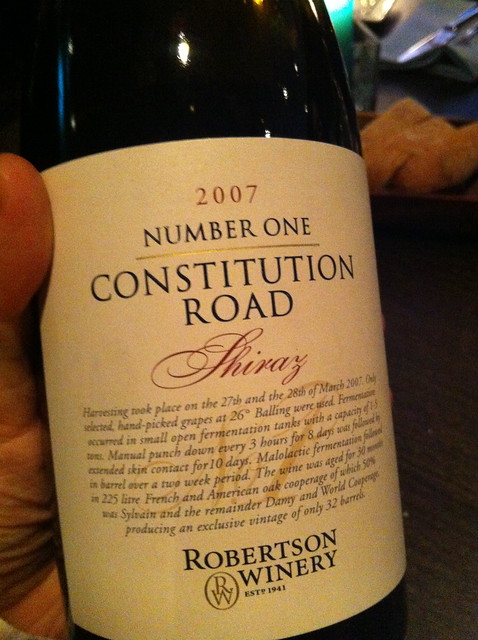 2007
NUMBER ONE
CONSTITUTION
ROAD
Shiraz
Harvesting took place on the 27th and the 28th of March 2007. Only
selected, hand-picked grapes at 26° Balling were used. Fermentation
occurred in small open fermentation tanks with a capacity of 1-3
tons. Manual punch down every 3 hours for 8 days was followed by
extended skin contact for 10 days. Malolactic fermentation followed
in barrel over a two week period. The wine was aged for 30 months
in 225 litre French and American oak cooperage of which 50%
was Sylvain and the remainder Damy and World Cooperage,
producing an exclusive vintage of only 32 barrels.
ROBERTSON
WINERY
RW
ESTD 1941